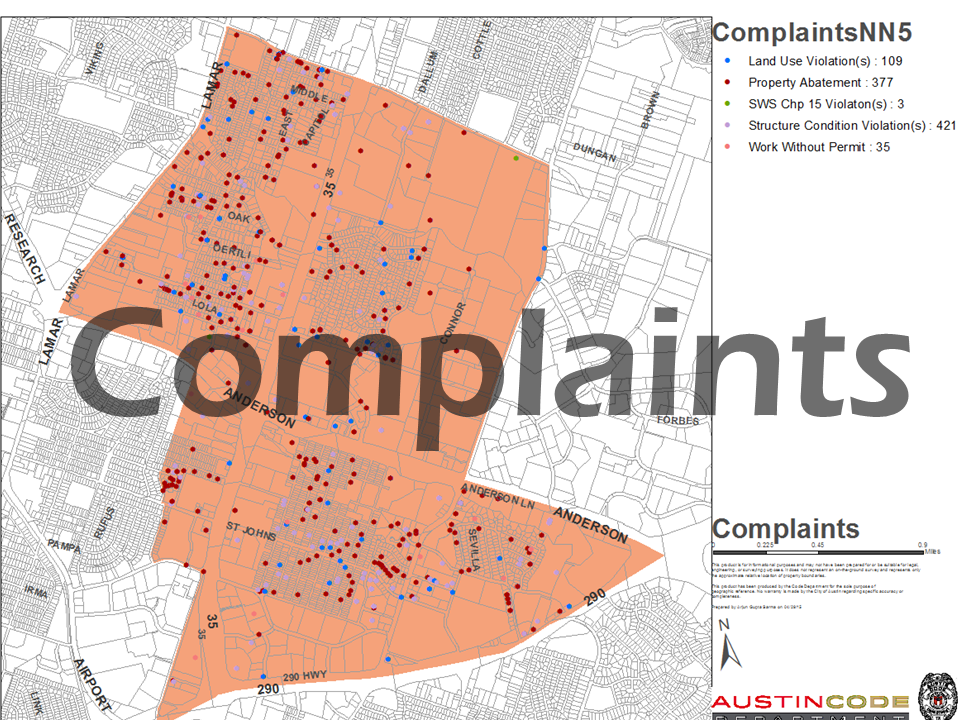 ComplaintsNN5
Land Use Violation(s) : 109
Property Abatement : 377
SWS Chp 15 Violaton(s) : 3
Structure Condition Violation(s) : 421
Work Without Permit : 35
VIKING
COTTLE
DALLUM
LAMAR
MIDDLE
BROWN
EAST
CAPITOL
DUNGAN
35
35
OAK
RESEARCH
OERTLI
LAMAR
LOLA
CONNOR
LAMAR
Complaints
ANDERSON
FORBES
ANDERSON LN
ANDERSON
RUFUS
ST JOHNS
SEVILLA
PAMPA
290
35
35
AIRPORT
290 HWY
290
LINK
Complaints
0 0.225 0.45 0.9
Miles
N
AUSTINCODE
DEPARTMENT